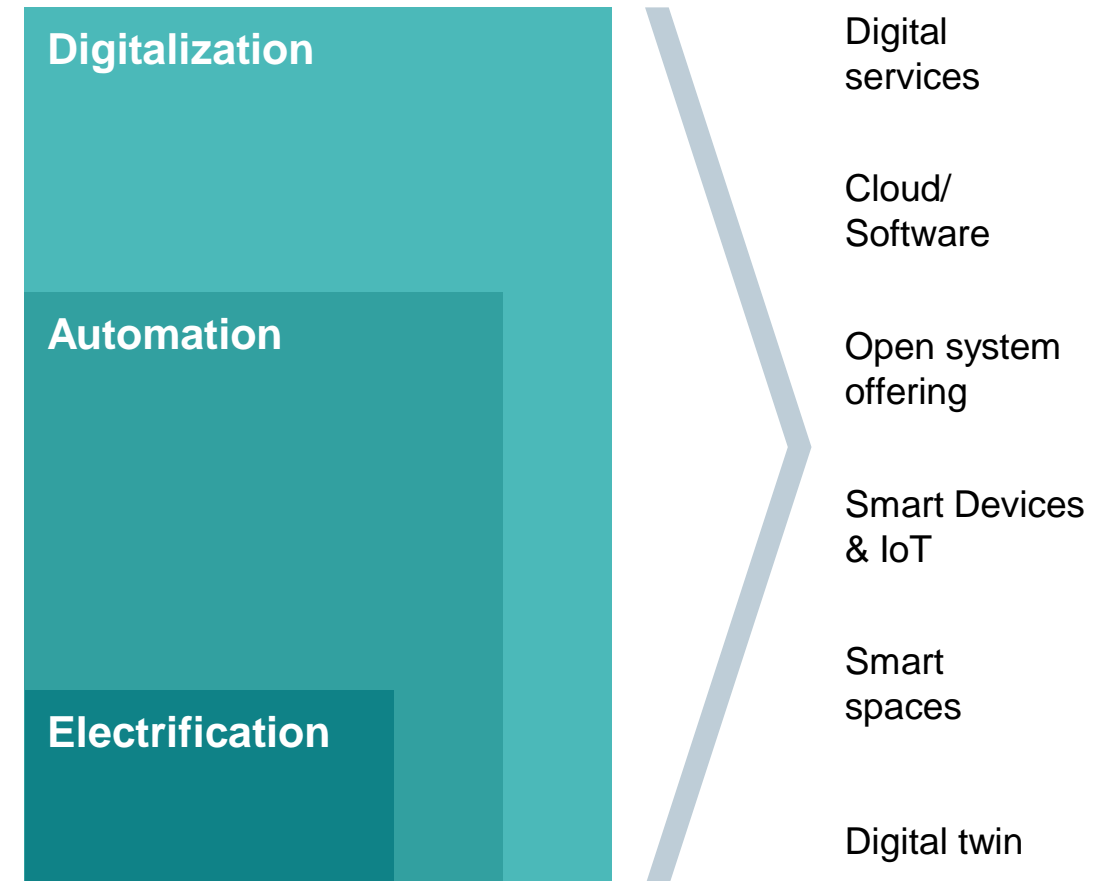 Digitalization
Automation
Electrification
Digital
services
Cloud/
Software
Open system
offering
Smart Devices
& IoT
Smart
spaces
Digital twin